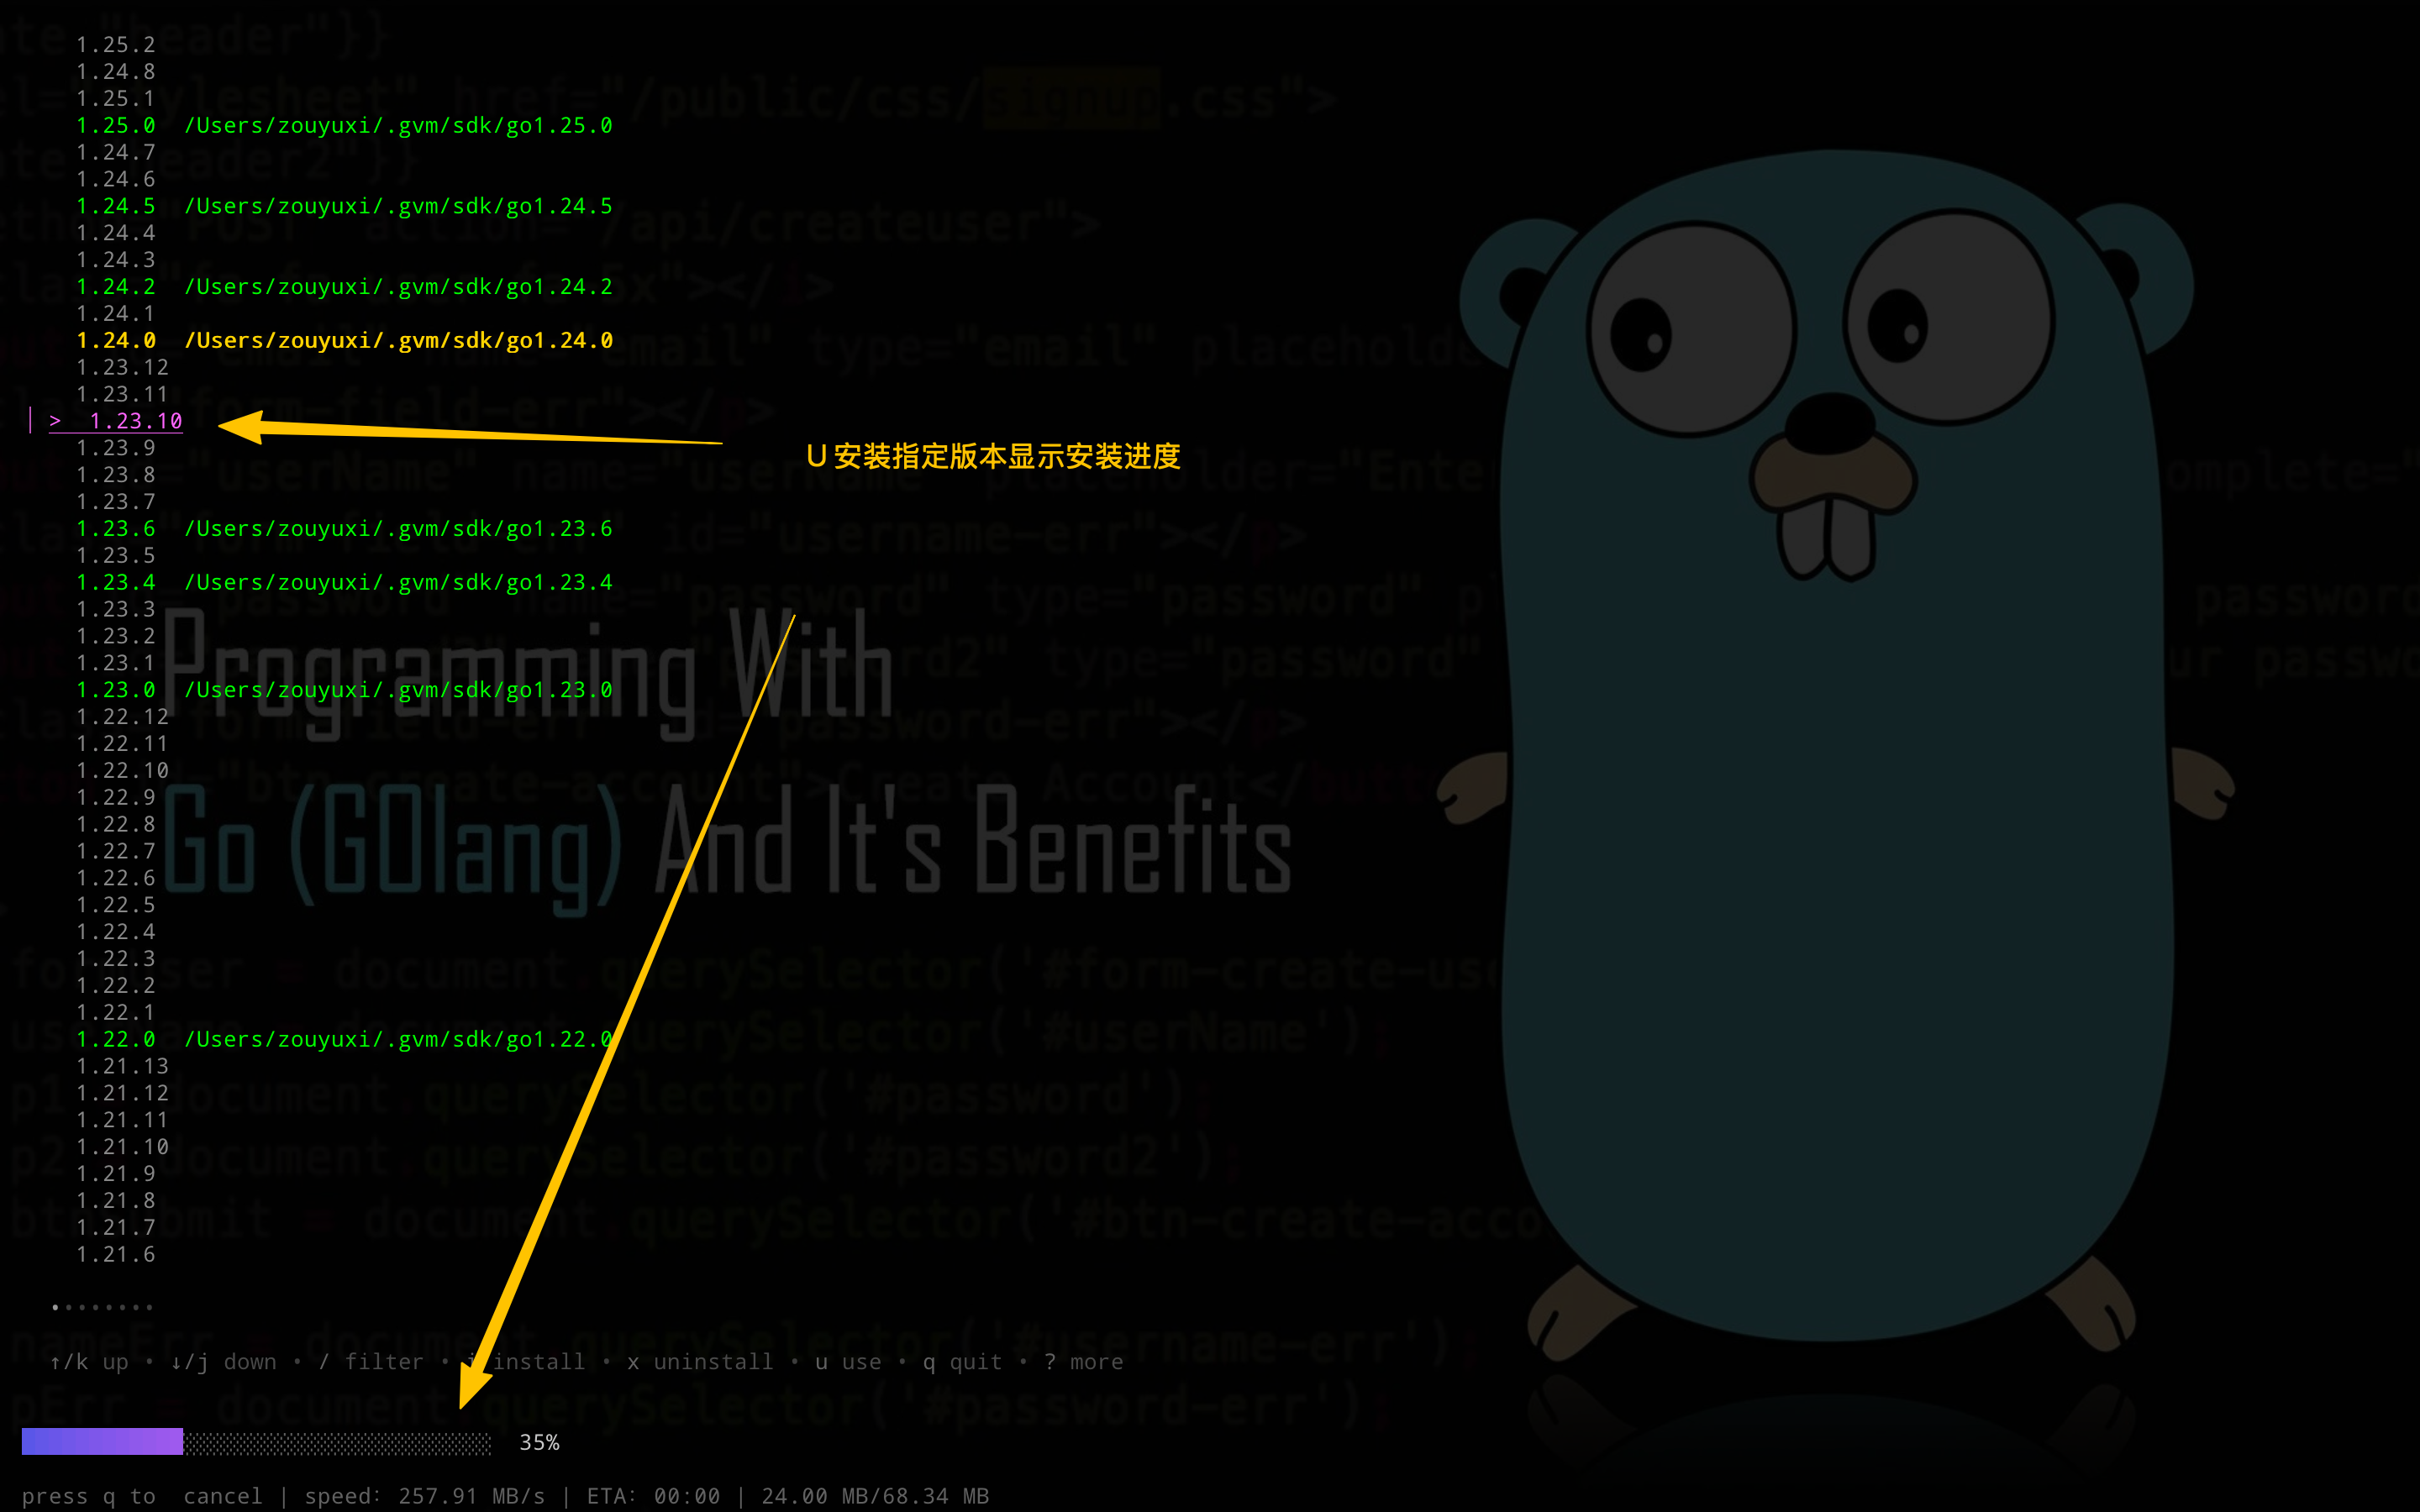 1.25.2
1.24.8
1.25.1
1.25.0 /Users/zouyuxi/.gvm/sdk/go1.25.0
1.24.7
1.24.6
1.24.5 /Users/zouyuxi/.gvm/sdk/go1.24.5
1.24.4
1.24.3
1.24.2 /Users/zouyuxi/.gvm/sdk/go1.24.2
1.24.1
1.24.0 /Users/zouyuxi/.gvm/sdk/go1.24.0
1.23.12
1.23.11
│ > 1.23.10
U 安装指定版本显示安装进度
1.23.9
1.23.8
1.23.7
1.23.6 /Users/zouyuxi/.gvm/sdk/go1.23.6
1.23.5
1.23.4 /Users/zouyuxi/.gvm/sdk/go1.23.4
1.23.3
1.23.2
1.23.1
1.23.0 /Users/zouyuxi/.gvm/sdk/go1.23.0
1.22.12
1.22.11
1.22.10
1.22.9
1.22.8
1.22.7
1.22.6
1.22.5
1.22.4
1.22.3
1.22.2
1.22.1
1.22.0 /Users/zouyuxi/.gvm/sdk/go1.22.0
1.21.13
1.21.12
1.21.11
1.21.10
1.21.9
1.21.8
1.21.7
1.21.6
Programming With
Go (GOlang) And It's Benefits
↑/k up • ↓/j down • / filter • i install • x uninstall • u use • q quit • ? more
35%
press q to  cancel | speed: 257.91 MB/s | ETA: 00:00 | 24.00 MB/68.34 MB